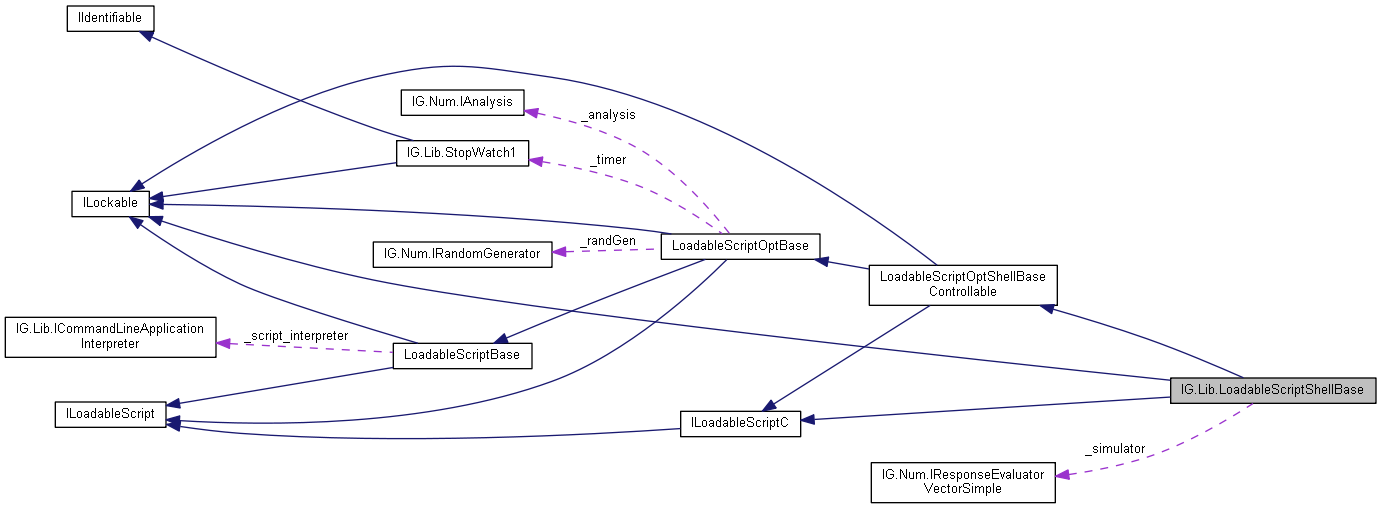 IIdentifiable
IG.Num.IAnalysis
_analysis
IG.Lib.StopWatch1
_timer
ILockable
IG.Num.IRandomGenerator
_randGen
LoadableScriptOptBase
LoadableScriptOptShellBase
Controllable
IG.Lib.ICommandLineApplication
Interpreter
_script_interpreter
LoadableScriptBase
IG.Lib.LoadableScriptShellBase
ILoadableScript
ILoadableScriptC
_simulator
IG.Num.IResponseEvaluator
VectorSimple